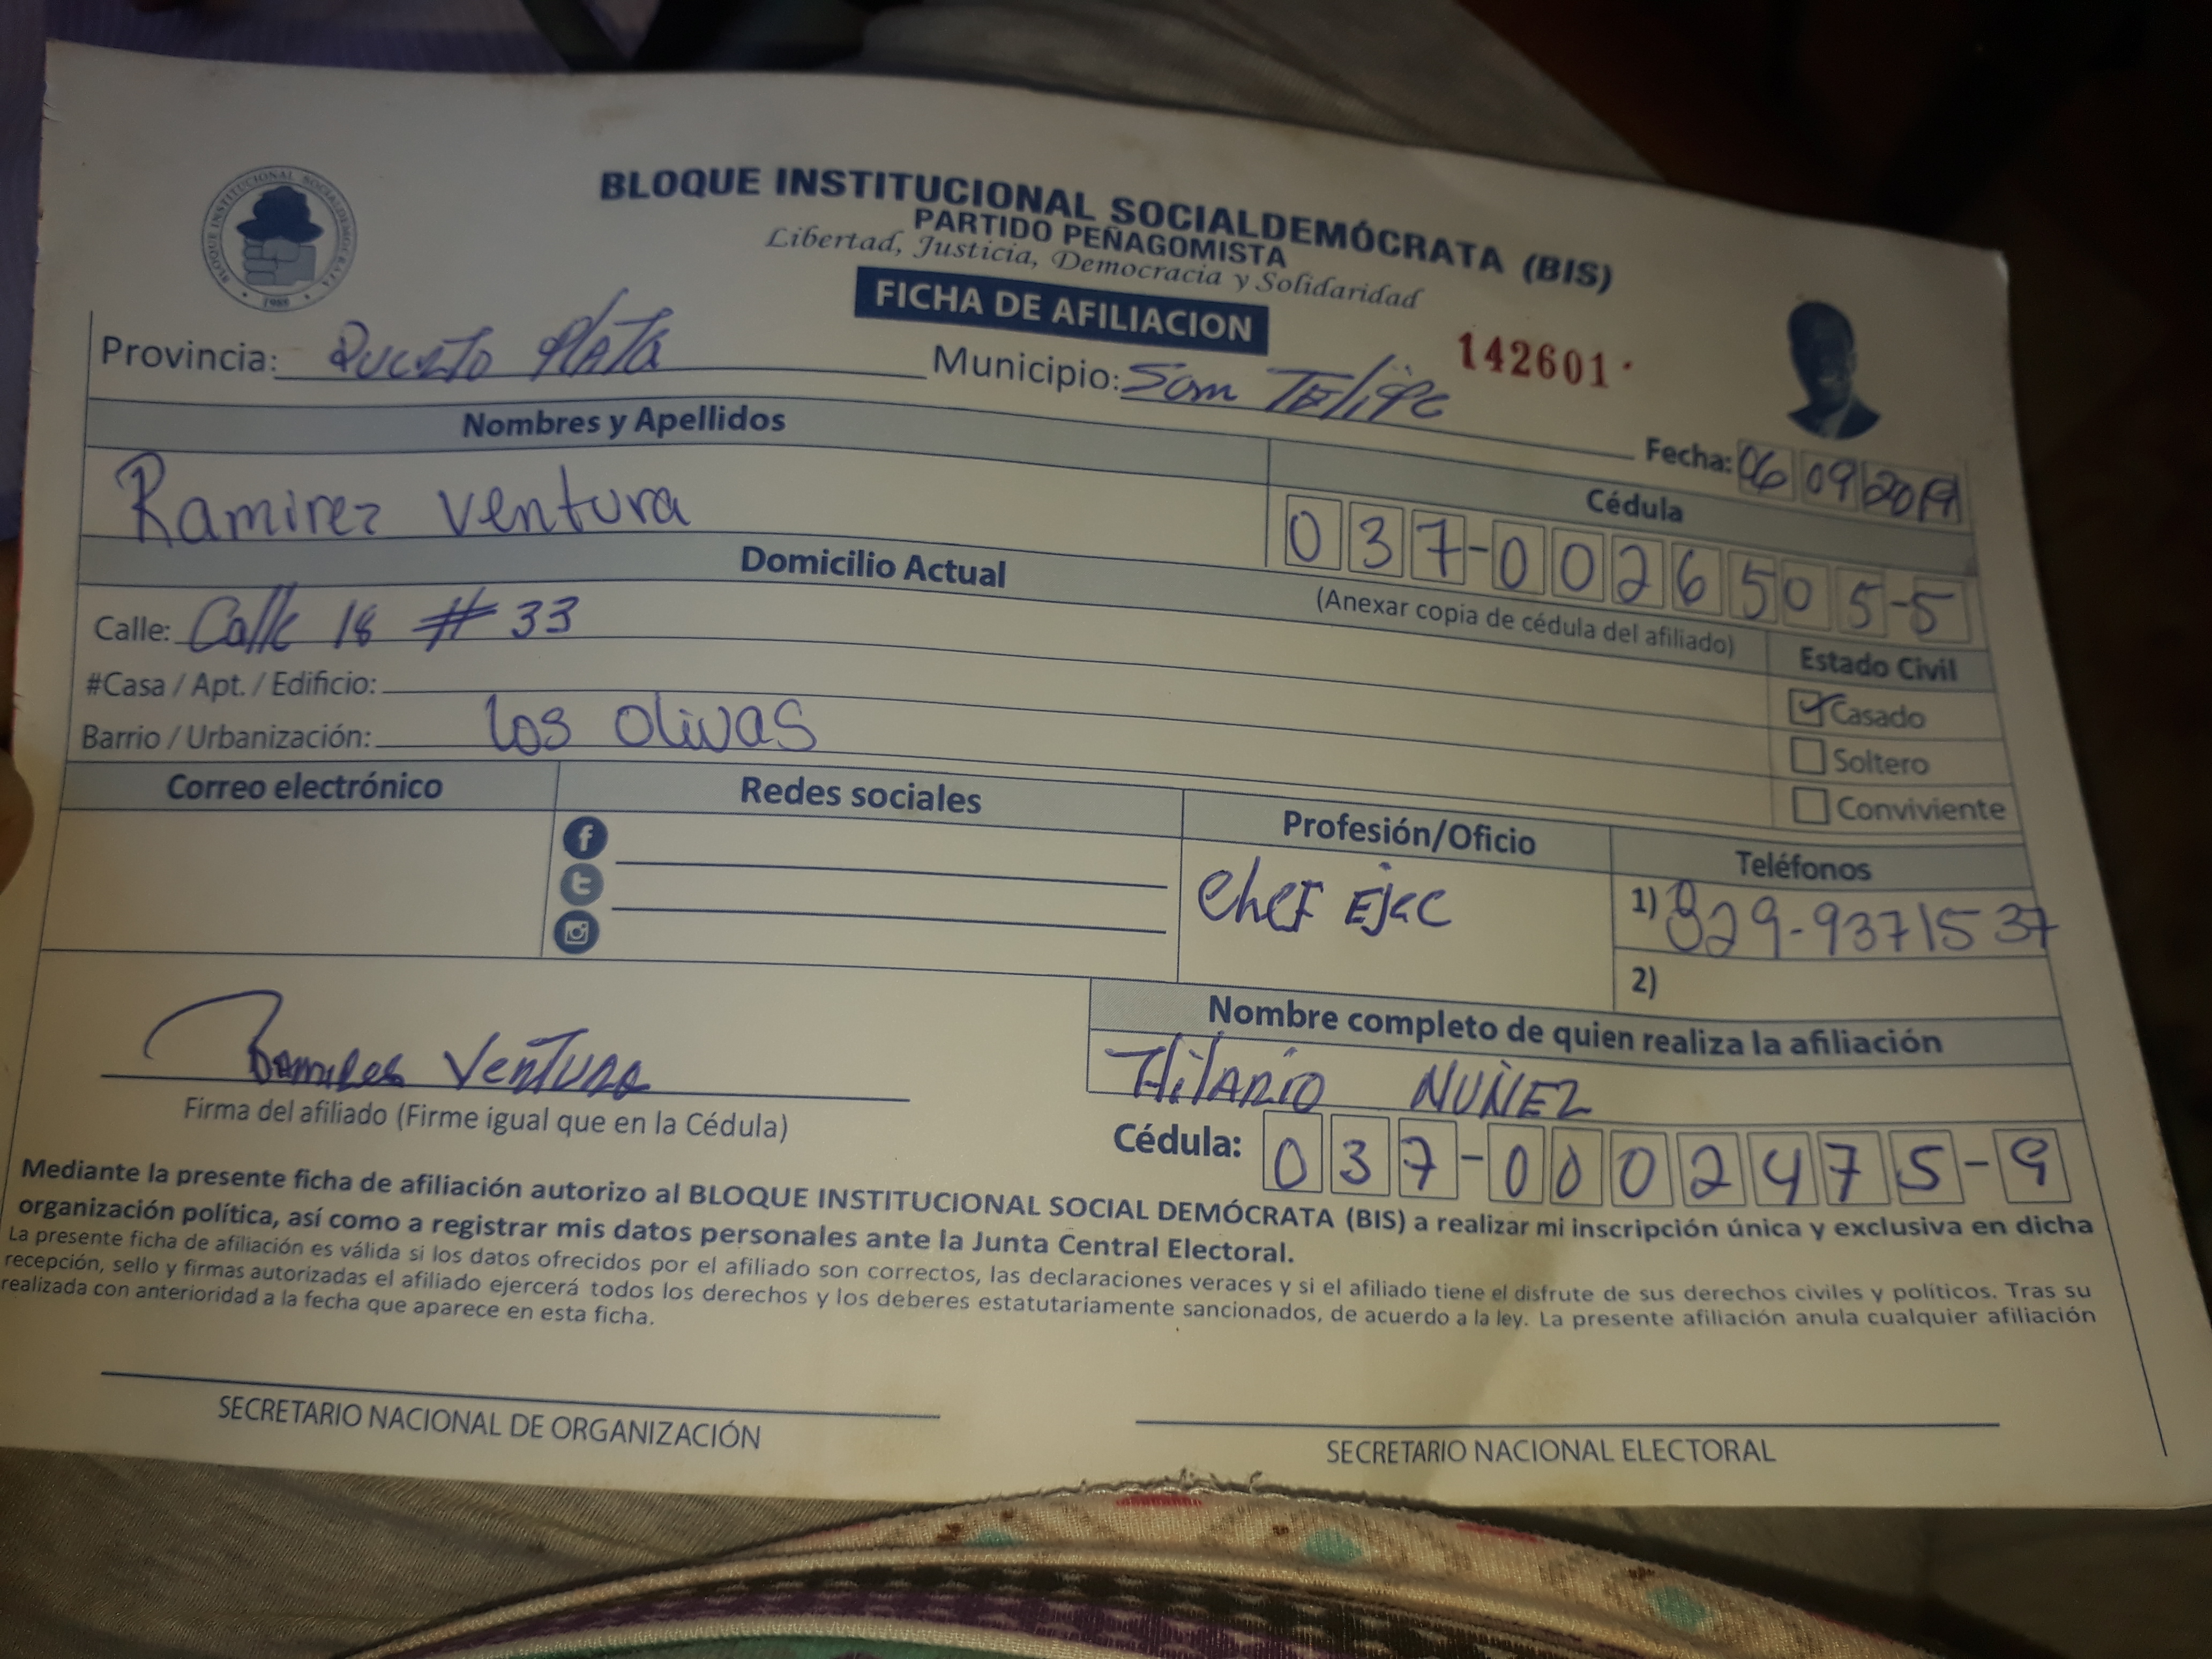 BLOQUE INSTITUCIONAL SOCIALDEMÓCRATA
1988
BLOQUE INSTITUCIONAL SOCIALDEMÓCRATA (BIS)
PARTIDO PEÑAGOMISTA
Libertad, Justicia, Democracia y Solidaridad
FICHA DE AFILIACION
142601
Provincia: Puerto Plata Municipio: San Felipe
Fecha: 06 09 2019
Nombres y Apellidos
Cédula
Ramirez Ventura
037-0026505-5
(Anexar copia de cédula del afiliado)
Domicilio Actual
Estado Civil
Calle: Calle 18 # 33
Casado
#Casa / Apt. / Edificio:
Soltero
Barrio / Urbanización: los Olivas
Conviviente
Correo electrónico
Redes sociales
Profesión/Oficio
Teléfonos
chef Ejec
1) 829-9371537
2)
Ramires Ventura
Firma del afiliado (Firme igual que en la Cédula)
Nombre completo de quien realiza la afiliación
Hilario NUÑEZ
Cédula: 037-0002475-9
Mediante la presente ficha de afiliación autorizo al BLOQUE INSTITUCIONAL SOCIAL DEMÓCRATA (BIS) a realizar mi inscripción única y exclusiva en dicha
organización política, así como a registrar mis datos personales ante la Junta Central Electoral.
La presente ficha de afiliación es válida si los datos ofrecidos por el afiliado son correctos, las declaraciones veraces y si el afiliado tiene el disfrute de sus derechos civiles y políticos. Tras su
recepción, sello y firmas autorizadas el afiliado ejercerá todos los derechos y los deberes estatutariamente sancionados, de acuerdo a la ley. La presente afiliación anula cualquier afiliación
realizada con anterioridad a la fecha que aparece en esta ficha.
SECRETARIO NACIONAL DE ORGANIZACIÓN
SECRETARIO NACIONAL ELECTORAL